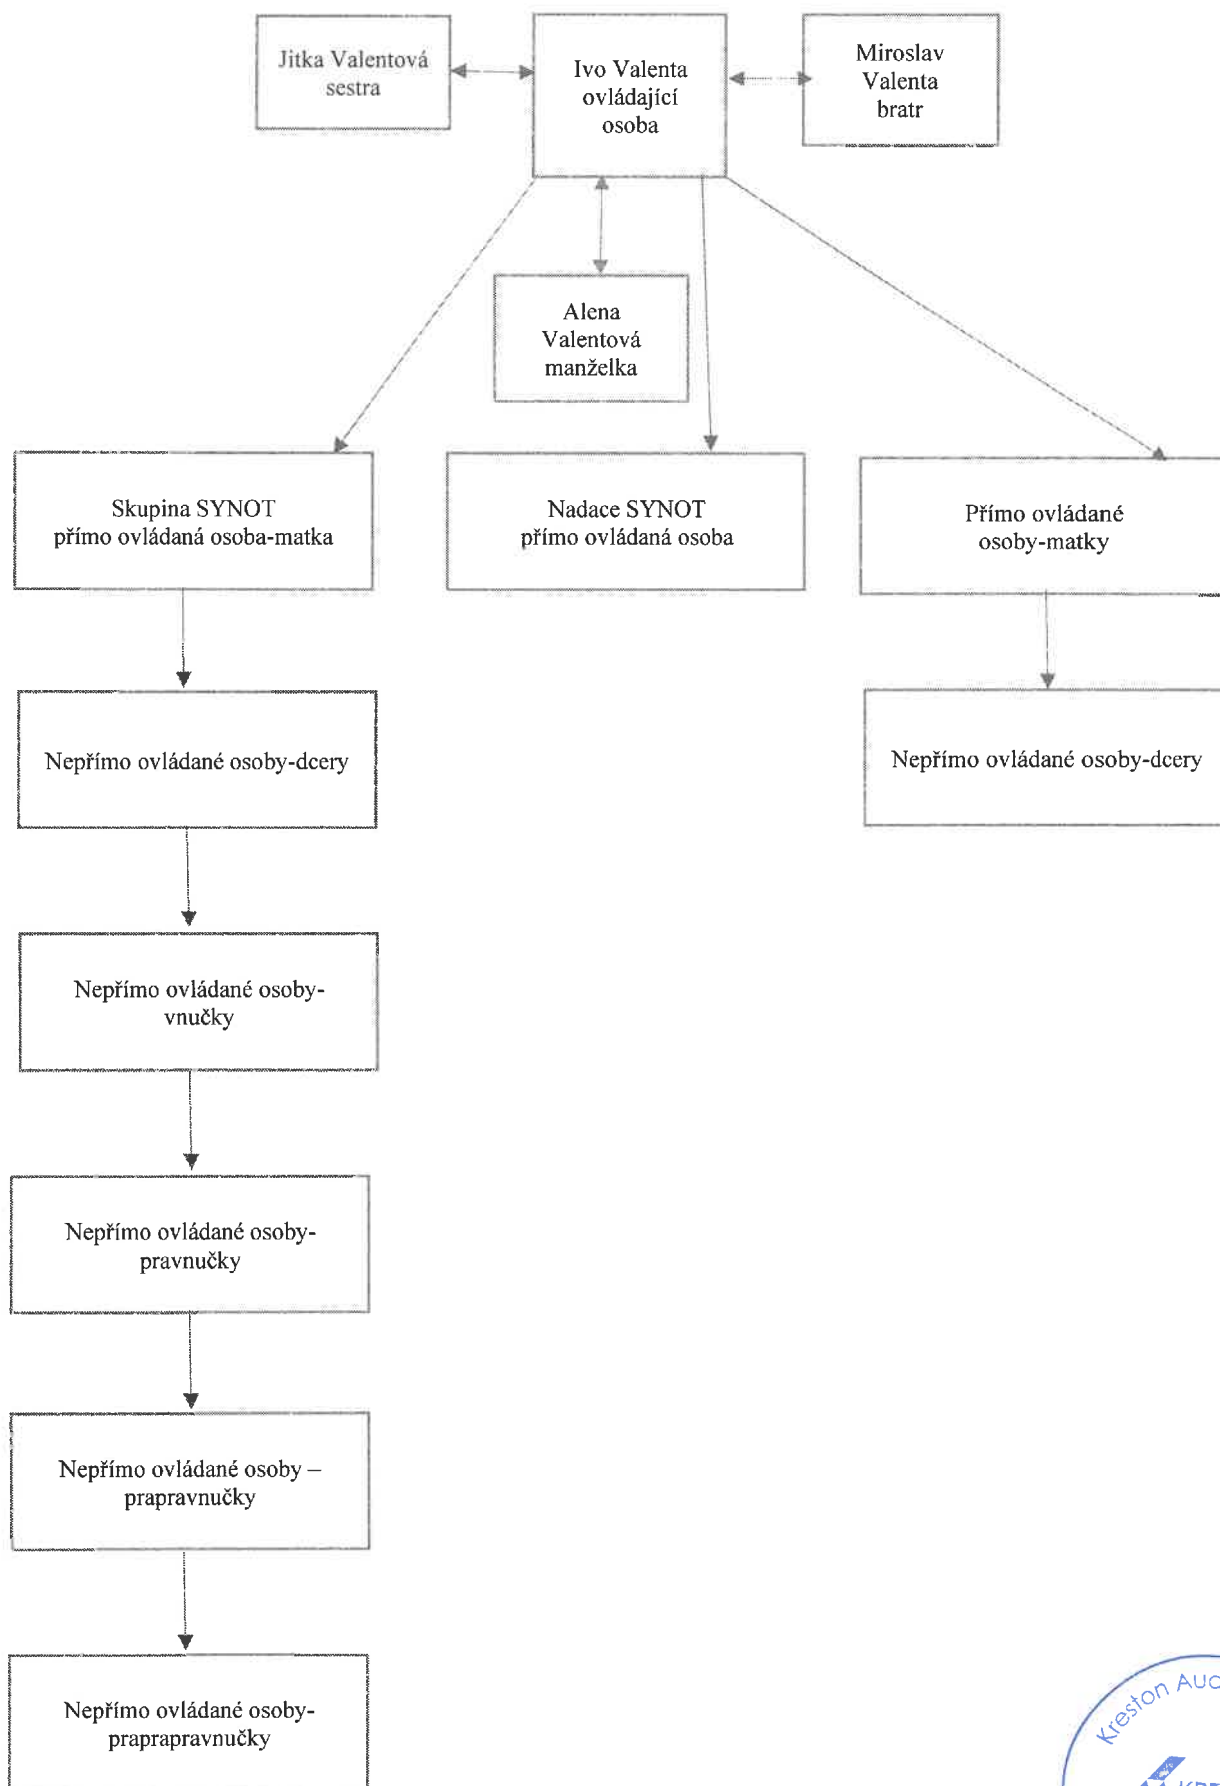 Jitka Valentová
sestra
Ivo Valenta
ovládající
osoba
Miroslav
Valenta
bratr
Alena
Valentová
manželka
Skupina SYNOT
přímo ovládaná osoba-matka
Nadace SYNOT
přímo ovládaná osoba
Přímo ovládané
osoby-matky
Nepřímo ovládané osoby-dcery
Nepřímo ovládané osoby-dcery
Nepřímo ovládané osoby-
vnučky
Nepřímo ovládané osoby-
pravnučky
Nepřímo ovládané osoby –
prapravnučky
Nepřímo ovládané osoby-
praprapravnučky
Kreston